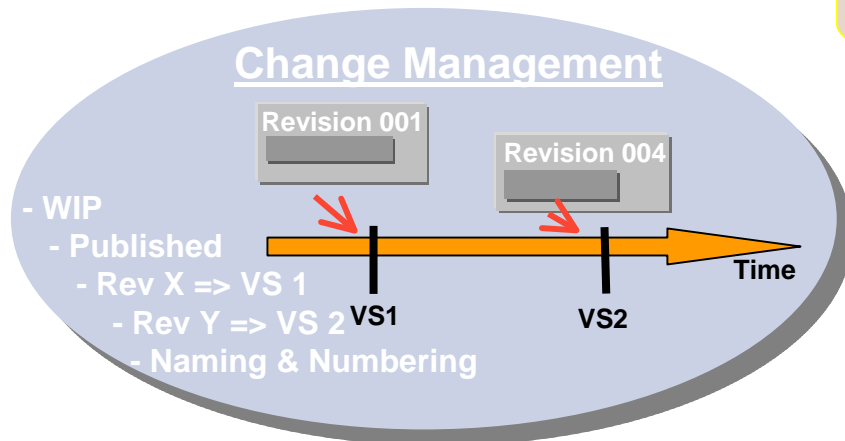 Change Management
Revision 001
Revision 004
- WIP
- Published
- Rev X => VS 1
- Rev Y => VS 2
- Naming & Numbering
VS1
VS2
Time